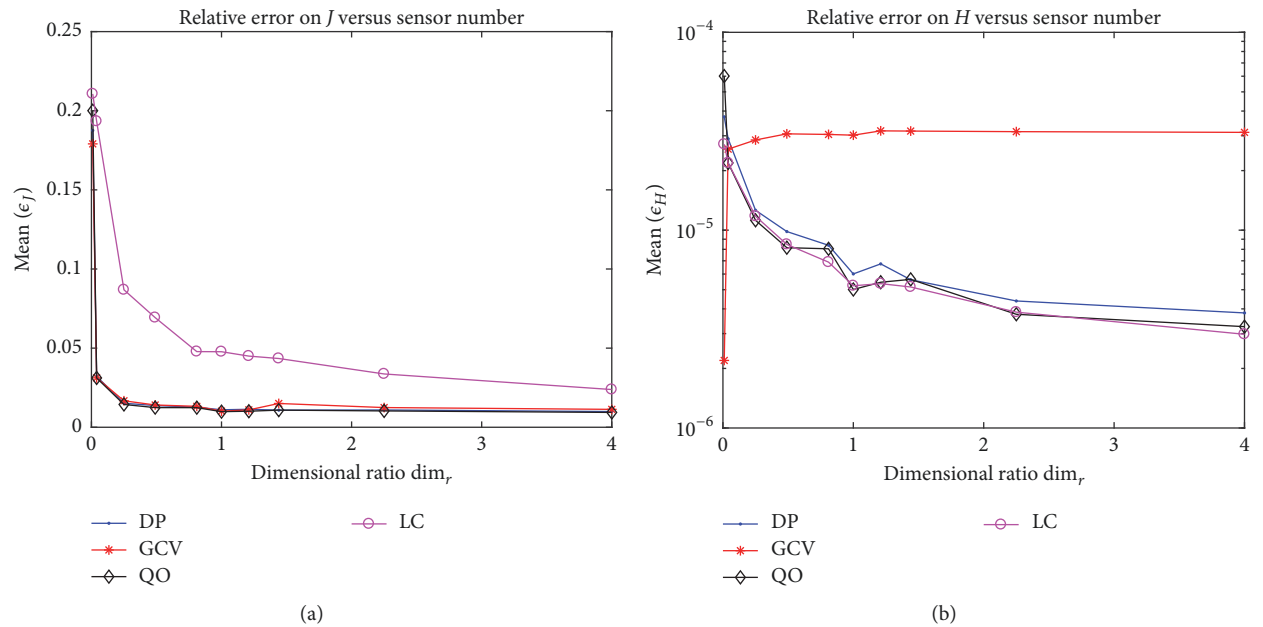 Relative error on J versus sensor number
0.25
0.2
0.15
0.1
0.05
0
Mean (ϵJ)
0 1 2 3 4
Dimensional ratio dimr
DP
GCV
QO
LC
(a)
Relative error on H versus sensor number
10−4
10−5
10−6
Mean (ϵH)
0 1 2 3 4
Dimensional ratio dimr
DP
GCV
QO
LC
(b)